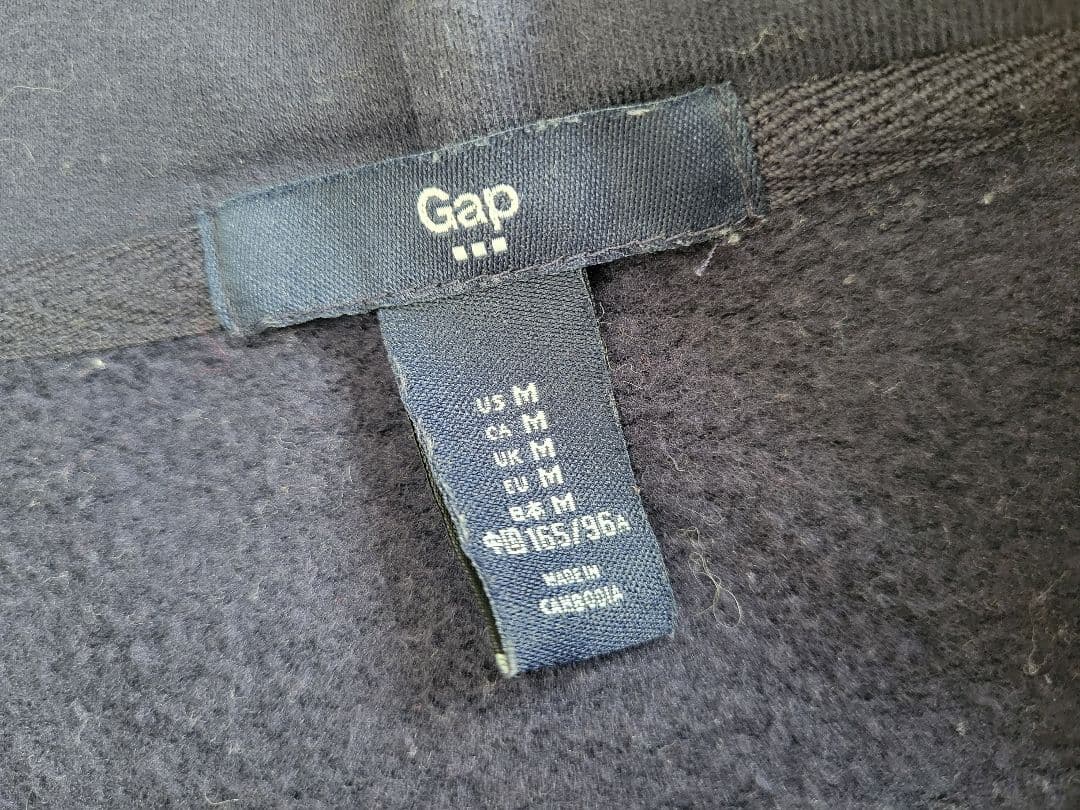 Gap
US M
CA M
UK M
EU M
日本 M
中国 165/96A
MADE IN
CAMBODIA